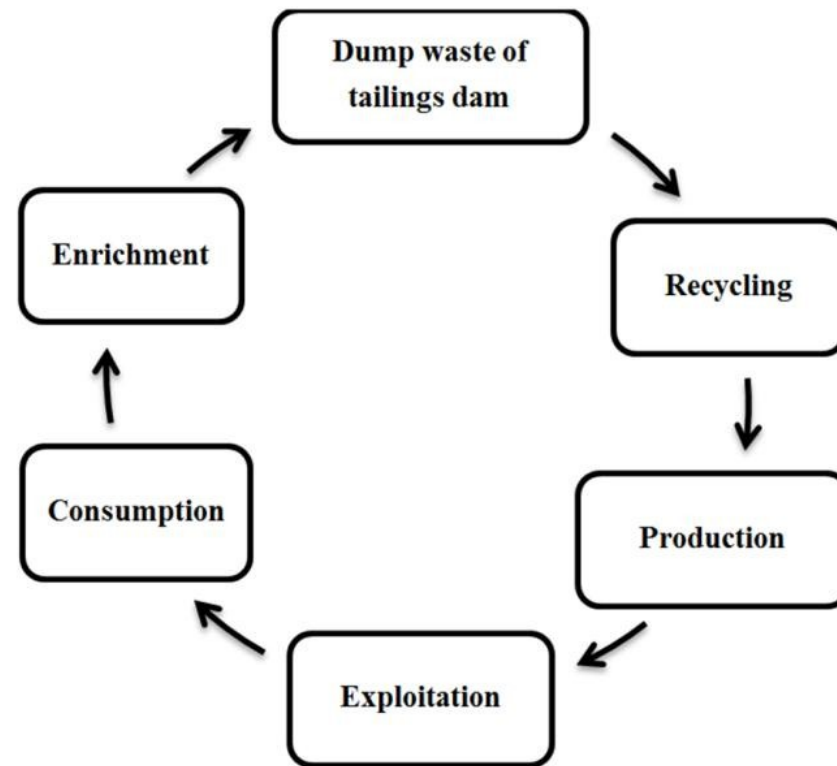 Dump waste of
tailings dam
Recycling
Production
Exploitation
Consumption
Enrichment